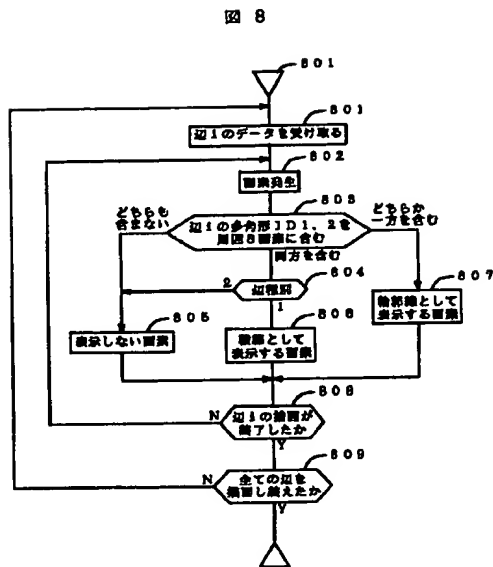 図 8
801
801
辺iのデータを受け取る
802
画素発生
803
どちらも
含まない
辺iの多角形ID1,2を
周囲8画素に含む
どちらか
一方を含む
両方を含む
804
2
辺種別
1
805
表示しない画素
806
輪郭として
表示する画素
807
輪郭線として
表示する画素
808
N
辺iの描画が
終了したか
Y
809
N
全ての辺を
描画し終えたか
Y